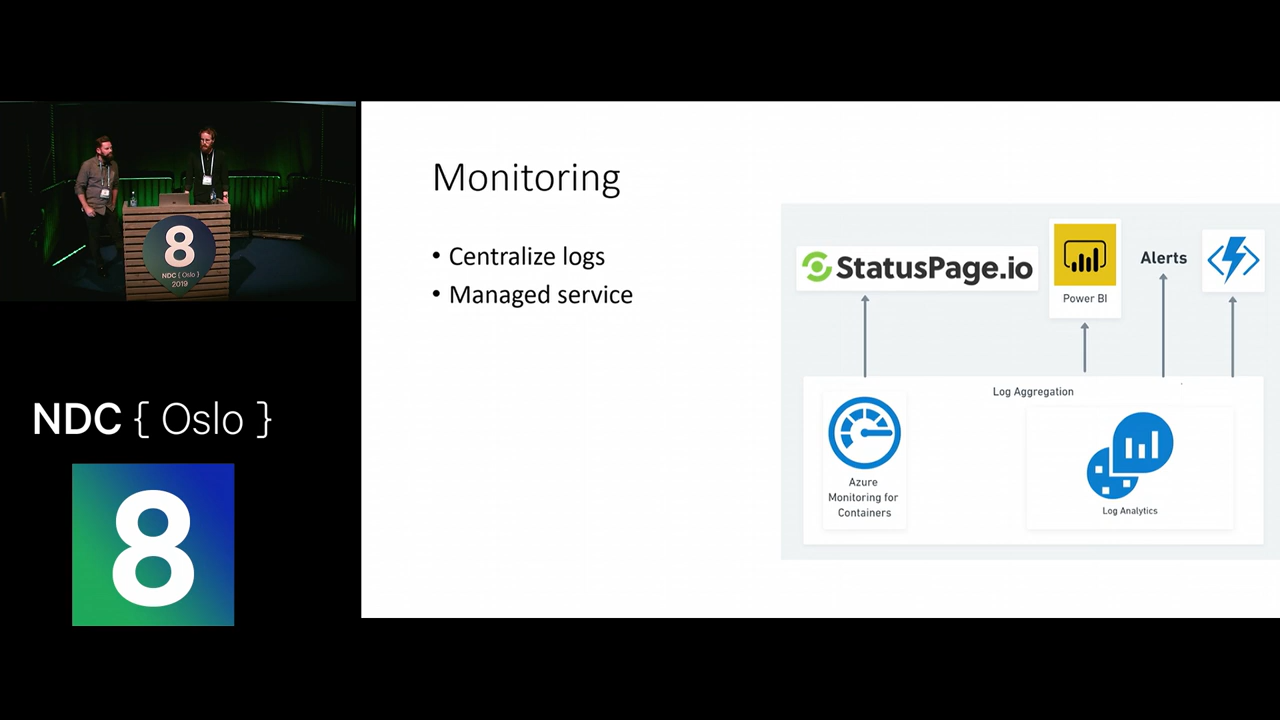 8
NDC { Oslo }
2019
NDC { Oslo }
8
Monitoring
• Centralize logs
• Managed service
StatusPage.io
Power BI
Alerts
Log Aggregation
Azure
Monitoring for
Containers
Log Analytics